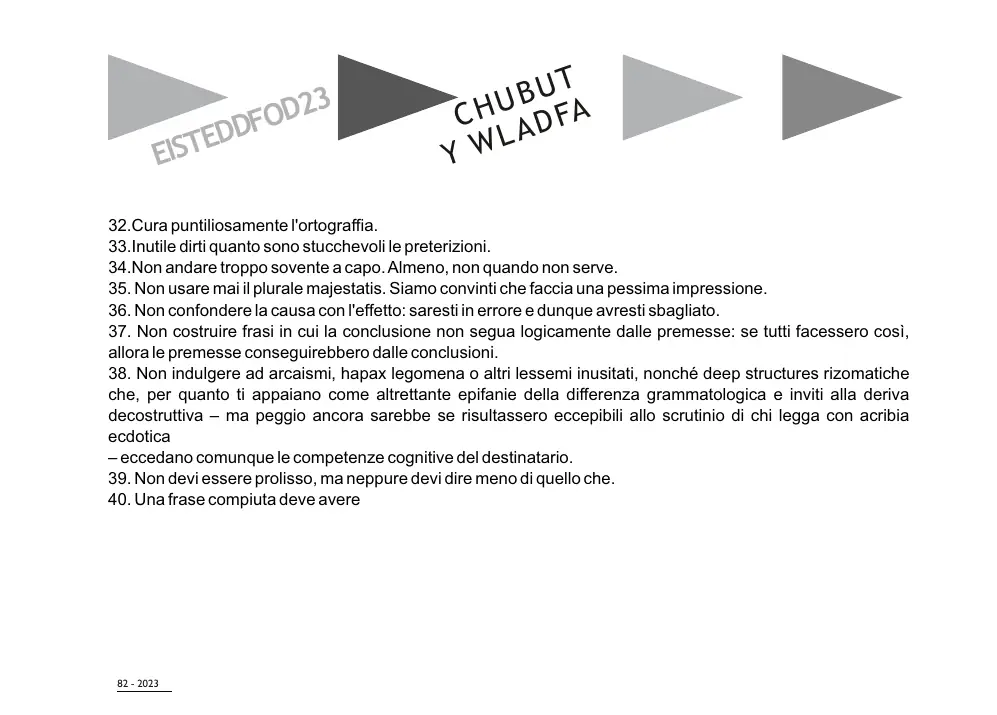 EISTEDDFOD23
CHUBUT
Y WLADFA
32.Cura puntiliosamente l'ortograffia.
33.Inutile dirti quanto sono stucchevoli le preterizioni.
34.Non andare troppo sovente a capo. Almeno, non quando non serve.
35. Non usare mai il plurale majestatis. Siamo convinti che faccia una pessima impressione.
36. Non confondere la causa con l'effetto: saresti in errore e dunque avresti sbagliato.
37. Non costruire frasi in cui la conclusione non segua logicamente dalle premesse: se tutti facessero così,
allora le premesse conseguirebbero dalle conclusioni.
38. Non indulgere ad arcaismi, hapax legomena o altri lessemi inusitati, nonché deep structures rizomatiche
che, per quanto ti appaiano come altrettante epifanie della differenza grammatologica e inviti alla deriva
decostruttiva – ma peggio ancora sarebbe se risultassero eccepibili allo scrutinio di chi legga con acribia
ecdotica
– eccedano comunque le competenze cognitive del destinatario.
39. Non devi essere prolisso, ma neppure devi dire meno di quello che.
40. Una frase compiuta deve avere
82 - 2023